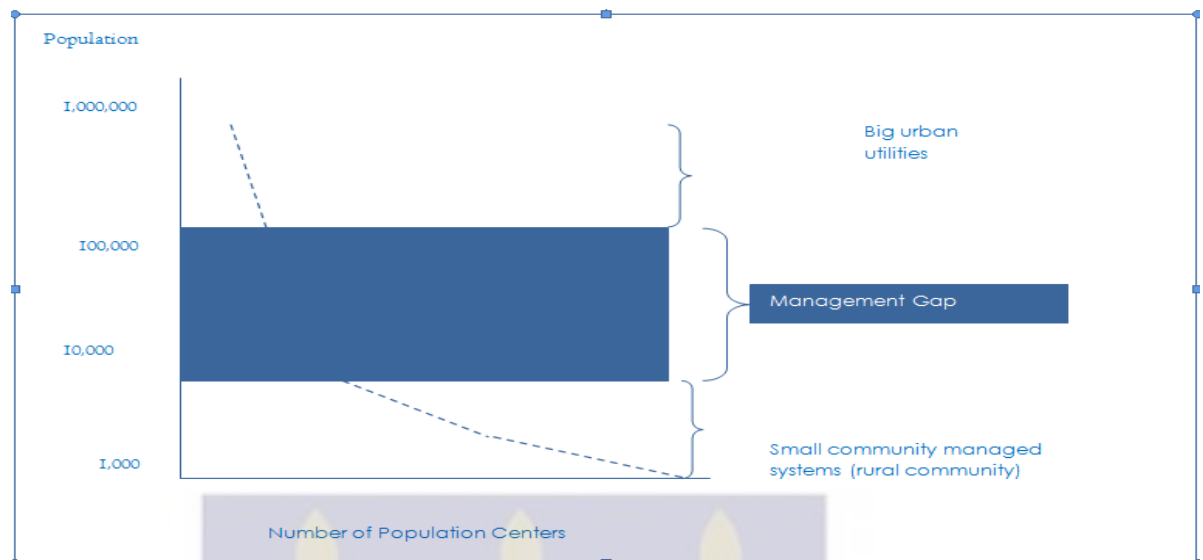 Population
1,000,000
Big urban
utilities
100,000
Management Gap
10,000
Small community managed
systems (rural community)
1,000
Number of Population Centers